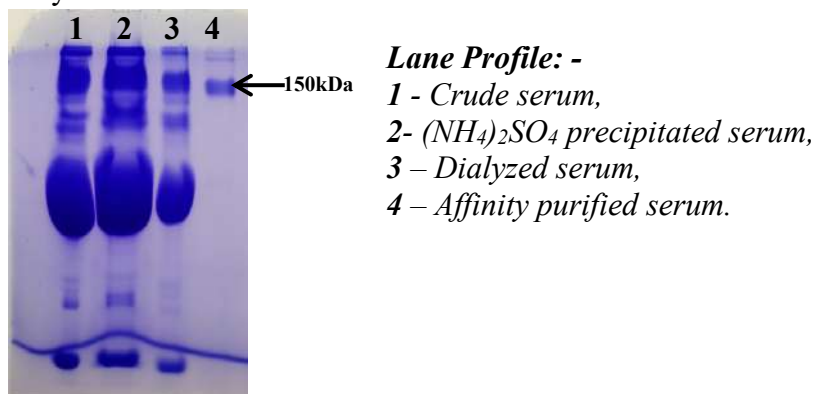 1 2 3 4
150kDa
Lane Profile: -
1 - Crude serum,
2- (NH4)2SO4 precipitated serum,
3 – Dialyzed serum,
4 – Affinity purified serum.